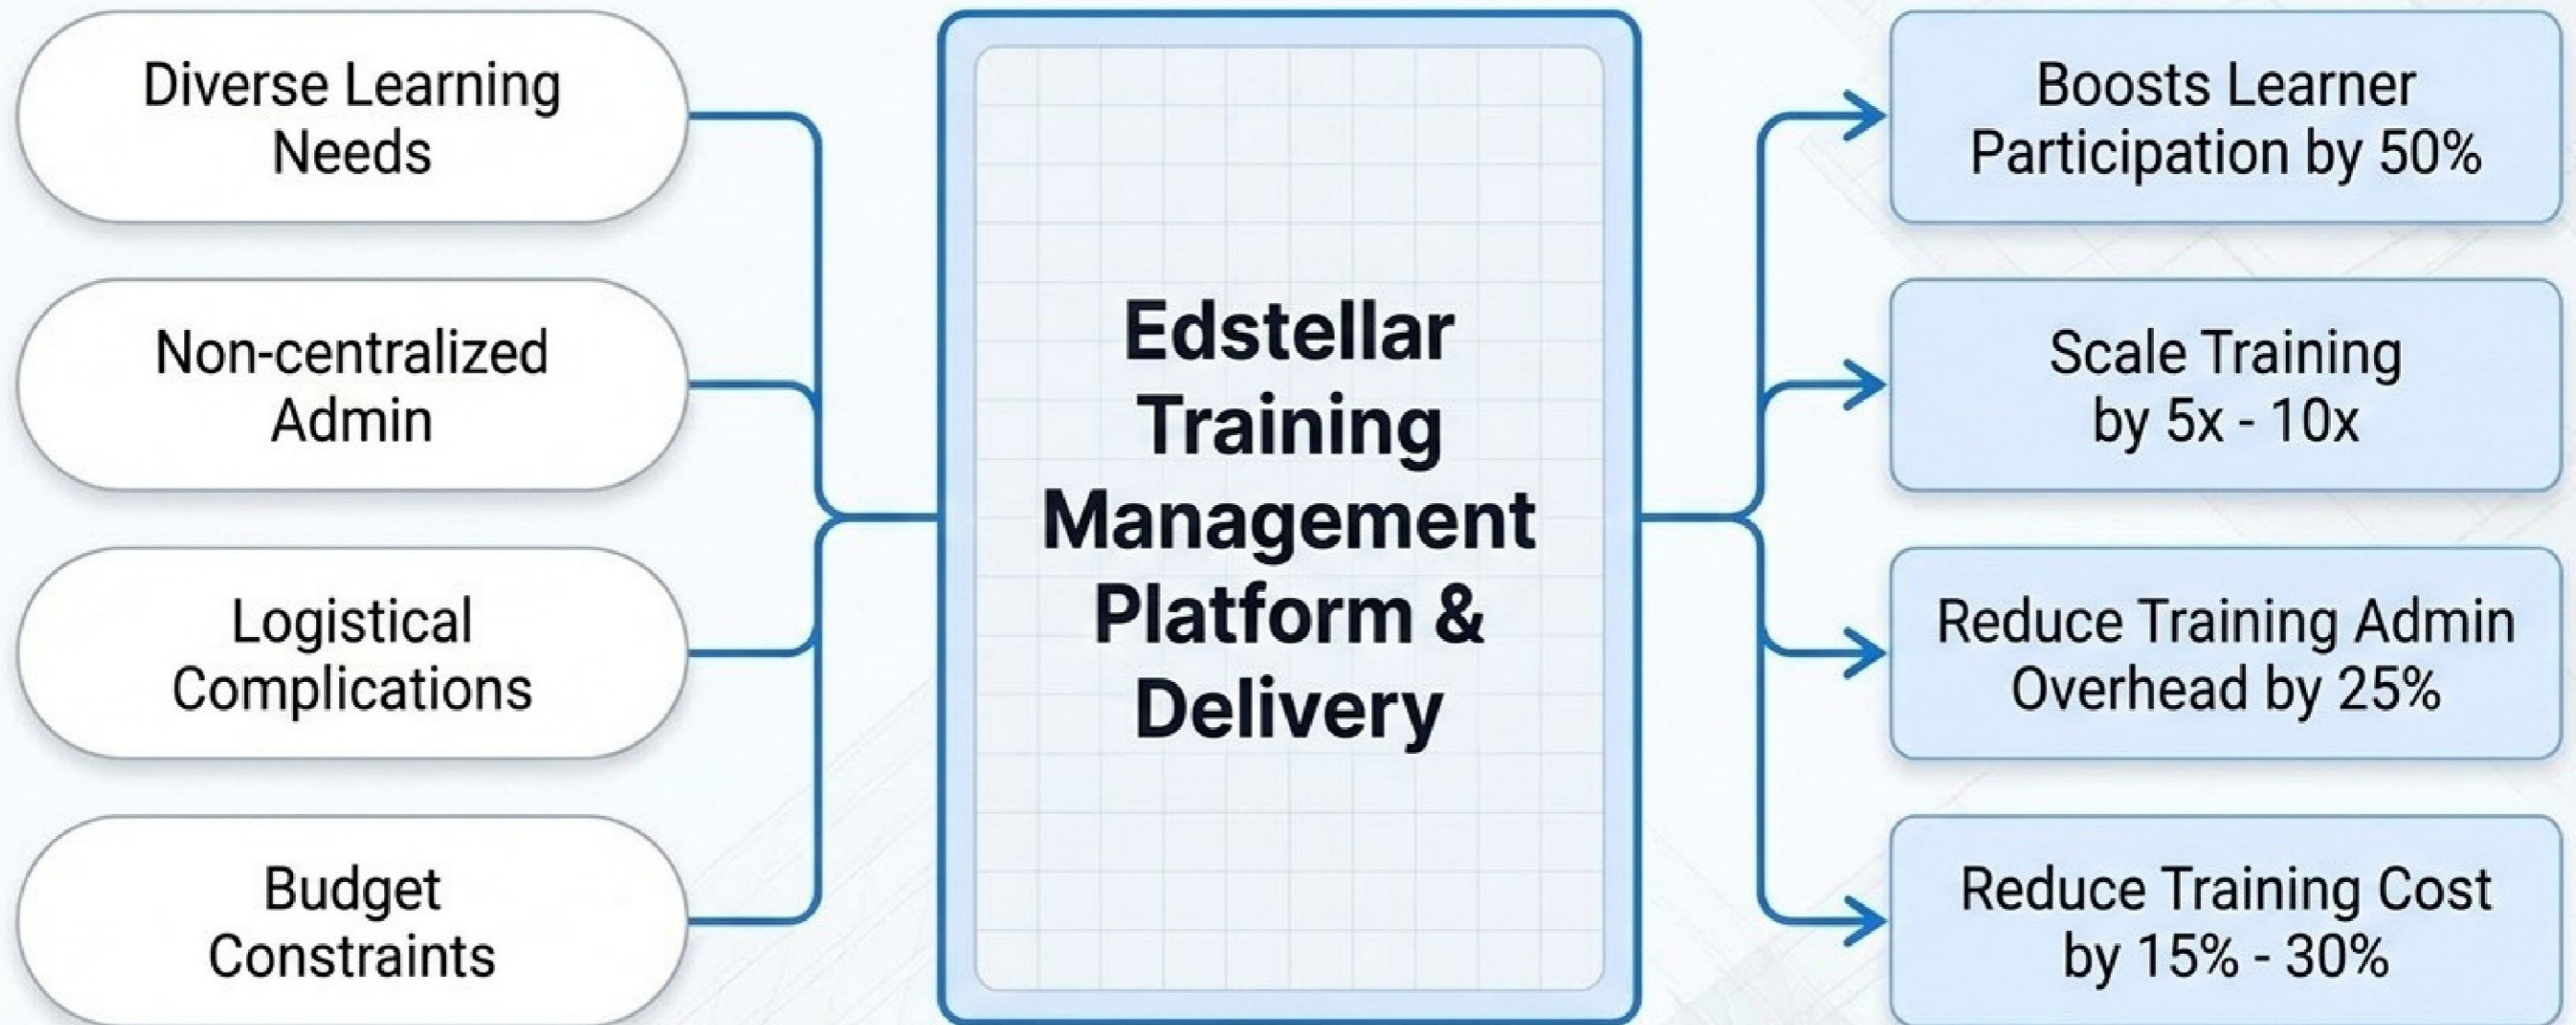 Diverse Learning
Needs
Non-centralized
Admin
Logistical
Complications
Budget
Constraints
Edstellar
Training
Management
Platform &
Delivery
Boosts Learner
Participation by 50%
Scale Training
by 5x - 10x
Reduce Training Admin
Overhead by 25%
Reduce Training Cost
by 15% - 30%